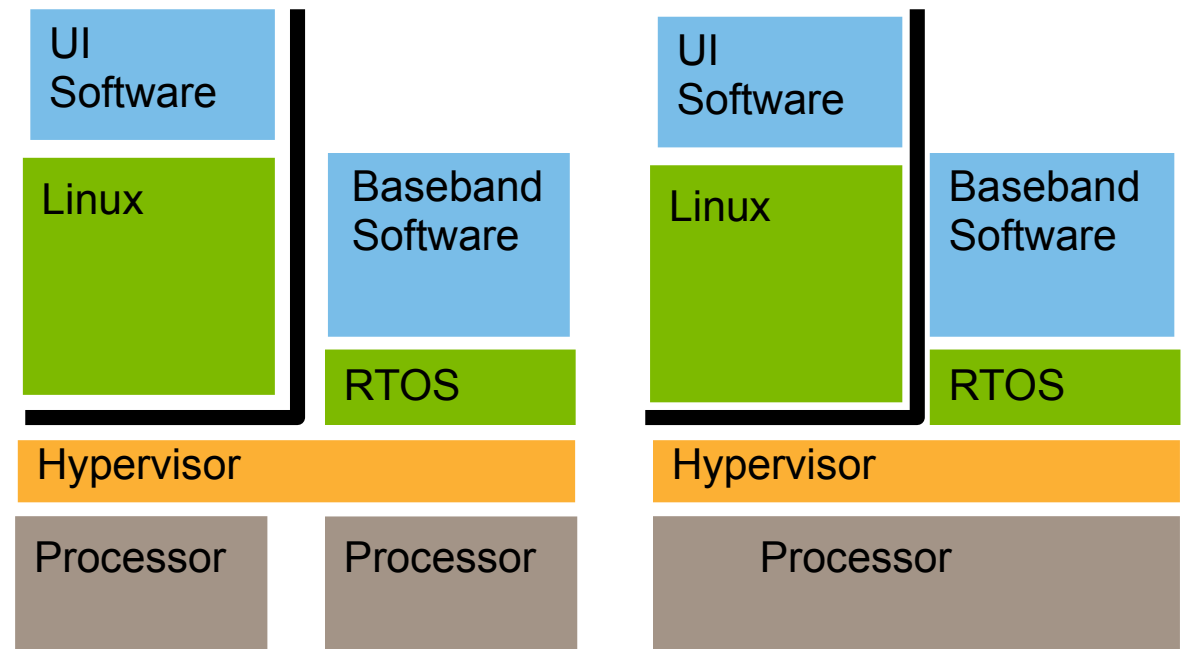 UI
Software
Linux
Baseband
Software
RTOS
Hypervisor
Processor
Processor
UI
Software
Linux
Baseband
Software
RTOS
Hypervisor
Processor